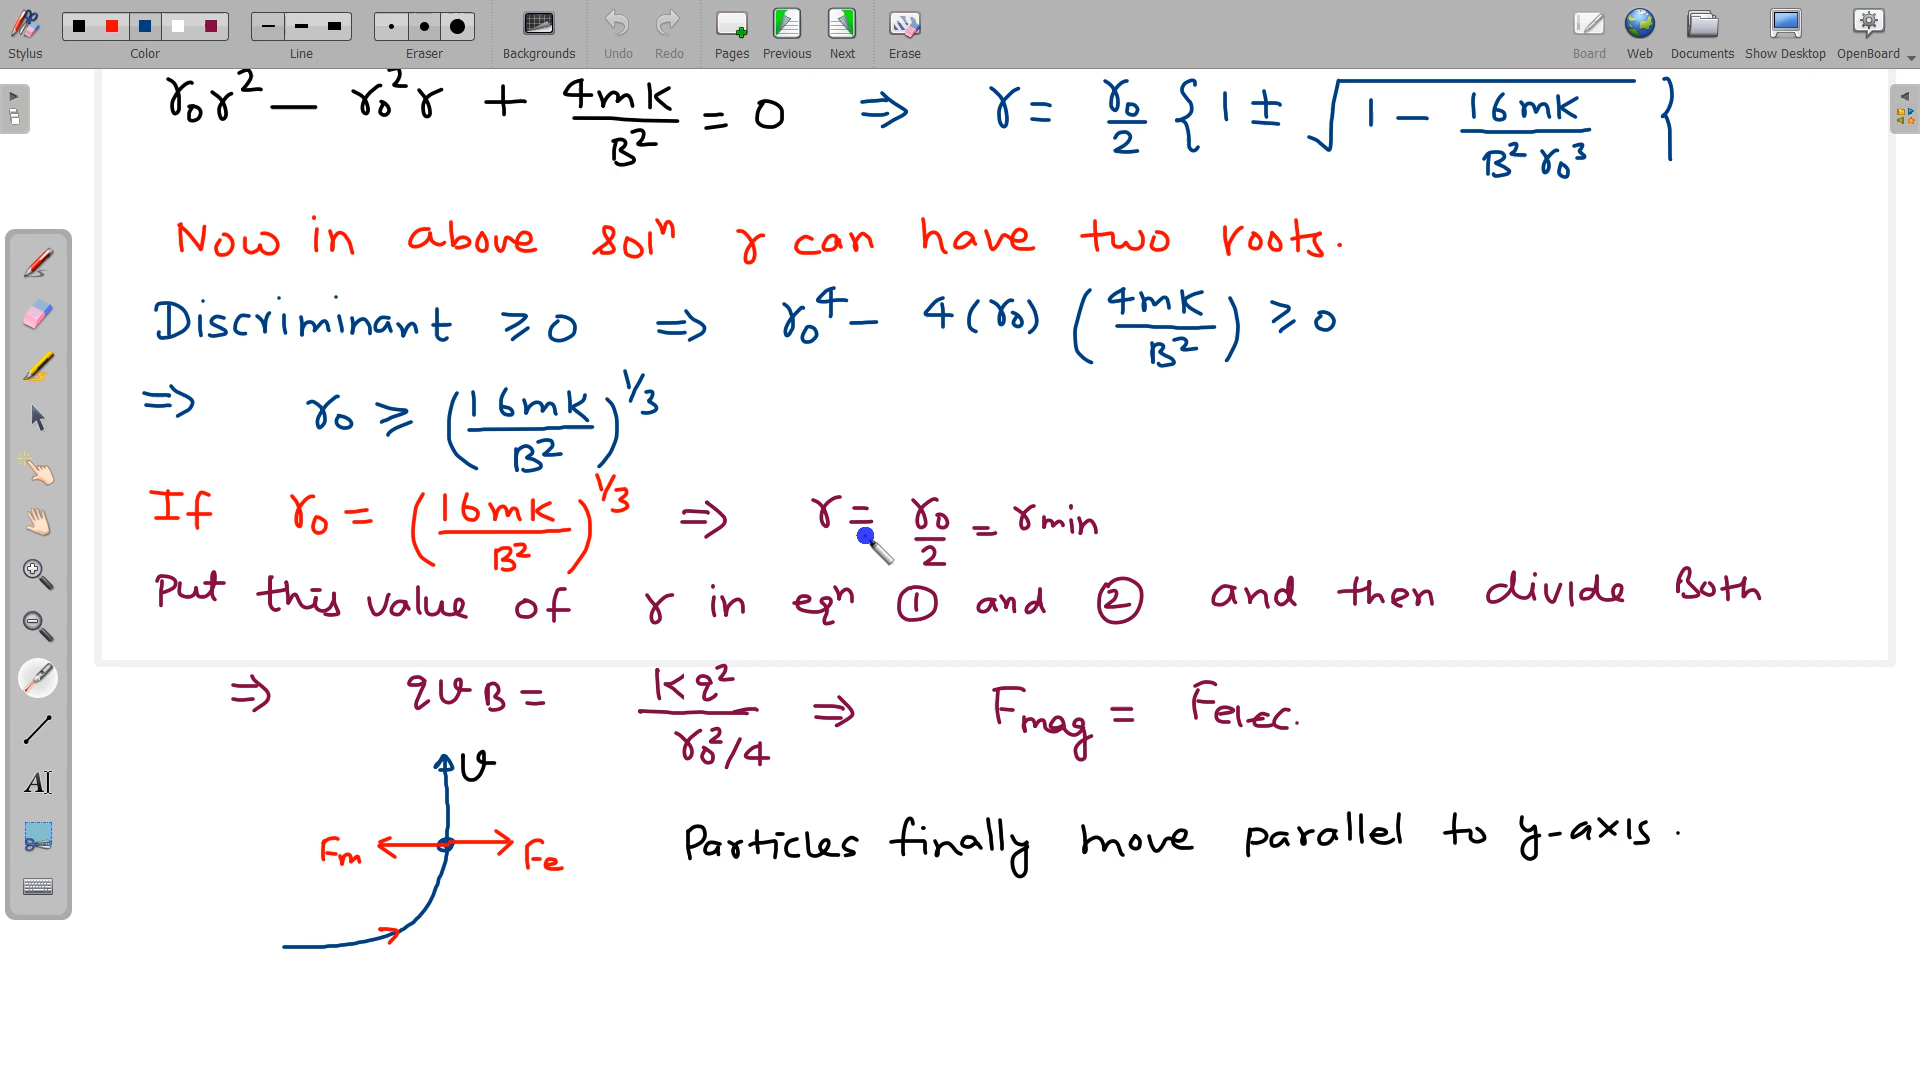 Stylus Color Line Eraser Backgrounds Undo Redo Pages Previous Next Erase Board Web Documents Show Desktop OpenBoard
r₀r² − r₀²r + 4mK/B² = 0 ⇒ r = r₀/2 { 1 ± √(1 − 16mK/B²r₀³) }
Now in above solⁿ r can have two roots.
Discriminant ≥ 0 ⇒ r₀⁴ − 4(r₀) (4mK/B²) ≥ 0
⇒ r₀ ≥ (16mK/B²)^1/3
If r₀ = (16mK/B²)^1/3 ⇒ r = r₀/2 = rmin
Put this value of r in eqⁿ ① and ② and then divide Both
⇒ qvB = Kq²/(r₀²/4) ⇒ Fmag = Felec.
v
Fm Fe
Particles finally move parallel to y-axis.
AI